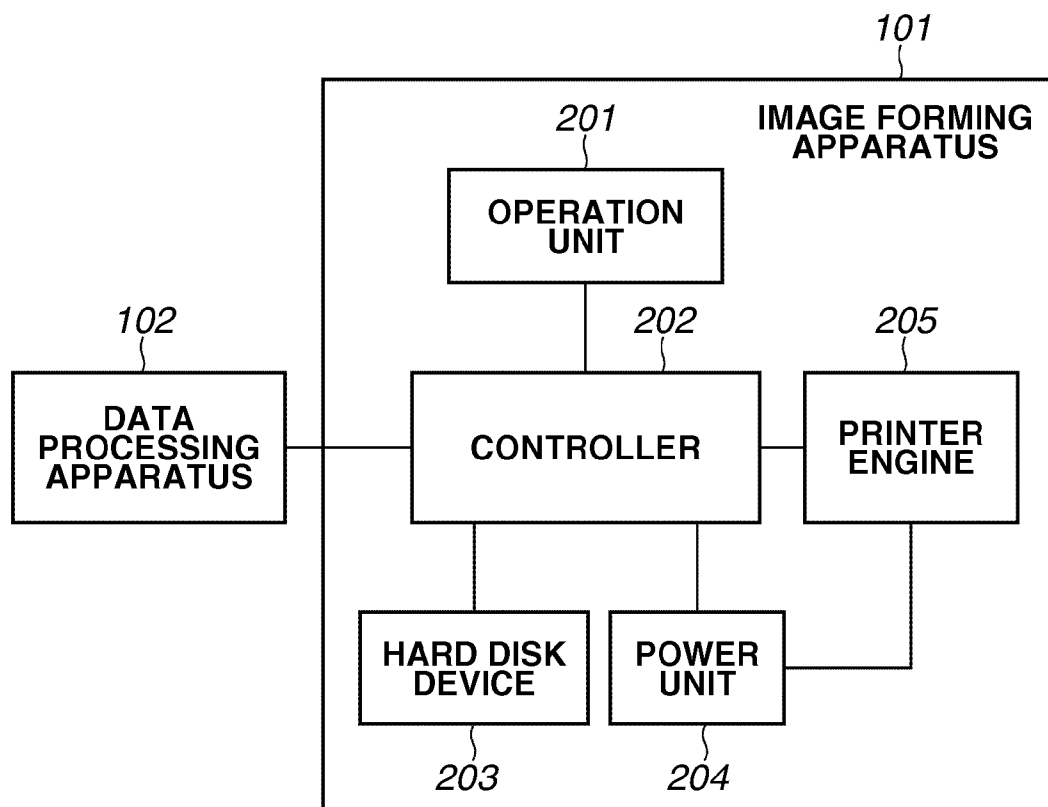 101
IMAGE FORMING
APPARATUS
201
OPERATION
UNIT
102
202
205
DATA
PROCESSING
APPARATUS
CONTROLLER
PRINTER
ENGINE
HARD DISK
DEVICE
POWER
UNIT
203
204